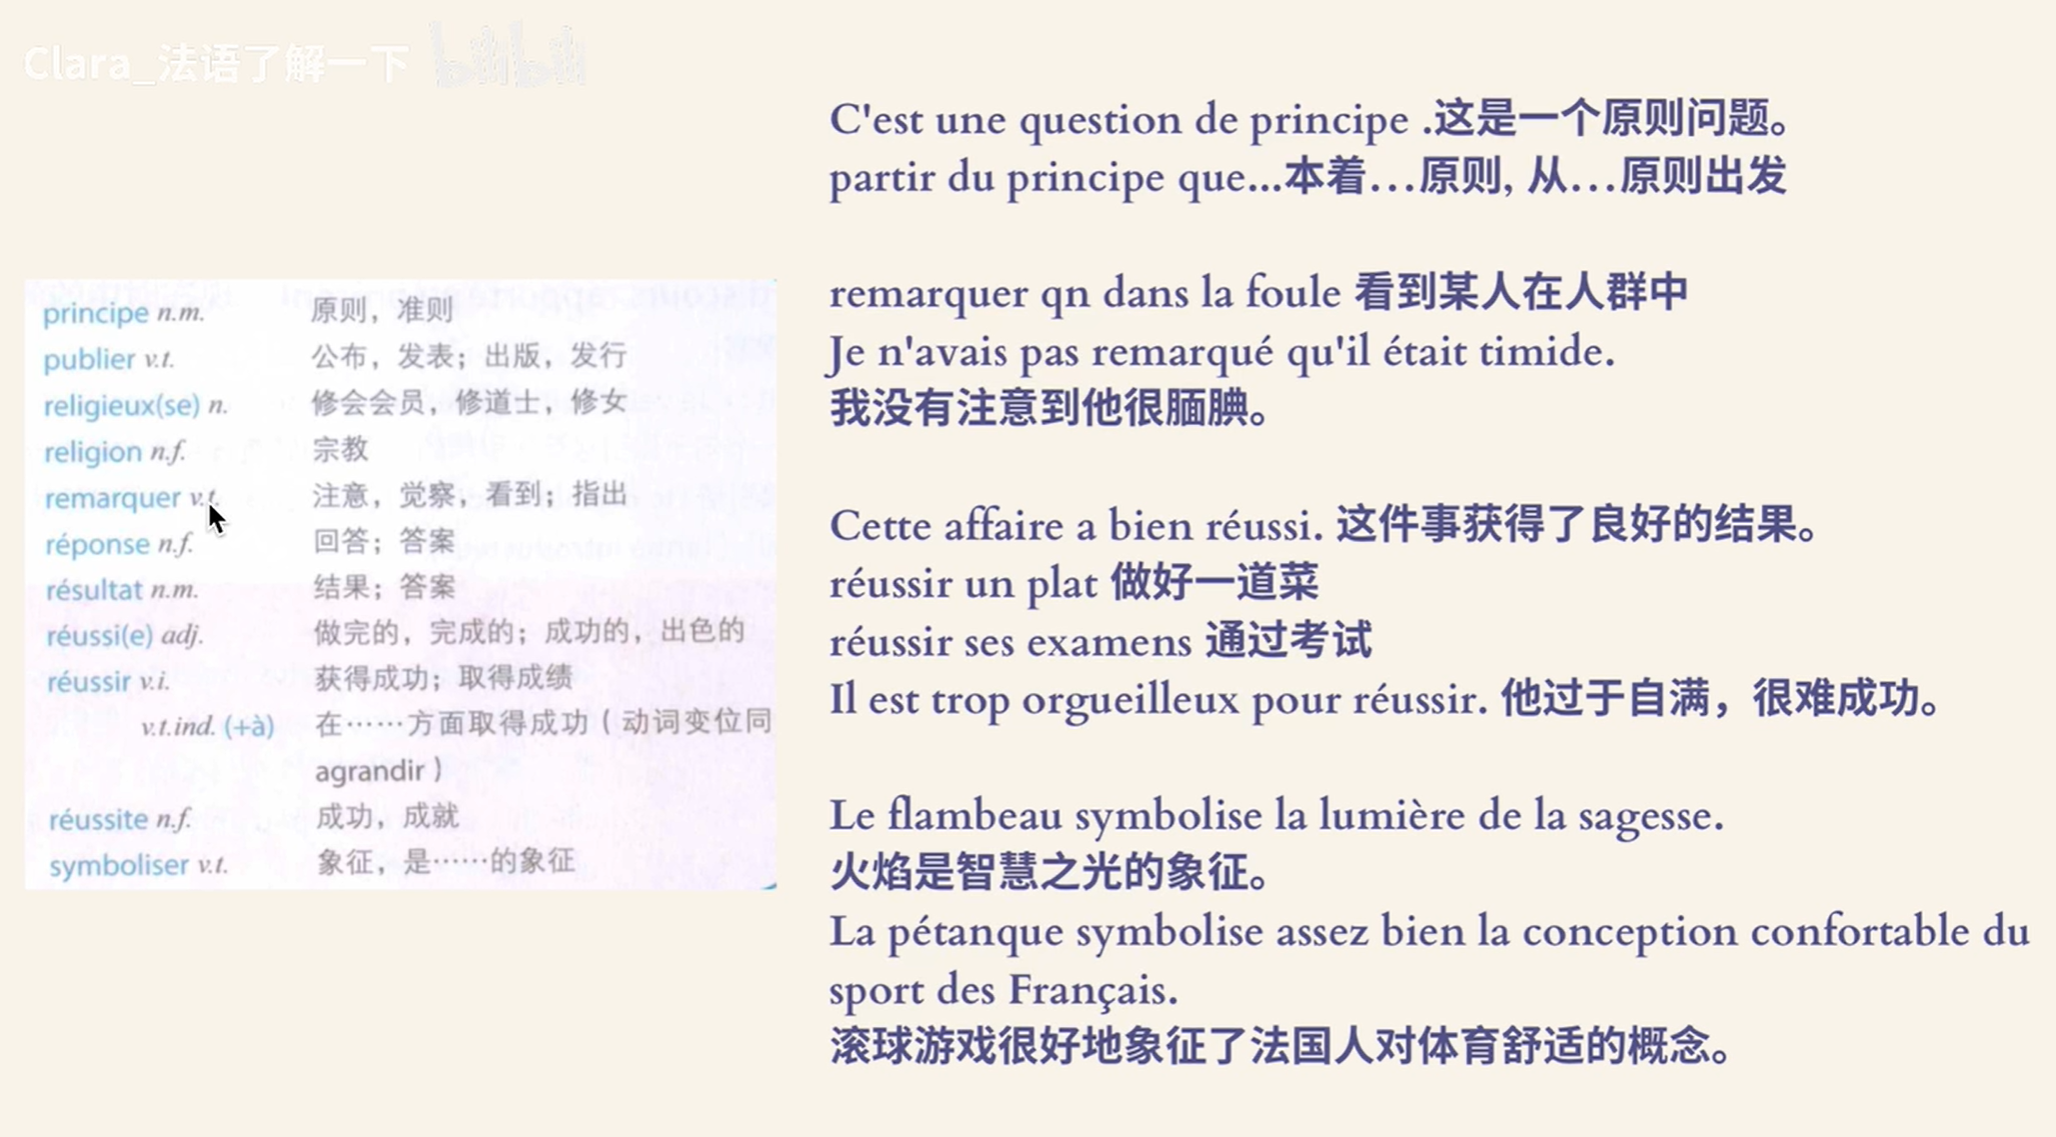 Clara_法语了解一下 bilibili
C'est une question de principe .这是一个原则问题。
partir du principe que...本着…原则, 从…原则出发
remarquer qn dans la foule 看到某人在人群中
Je n'avais pas remarqué qu'il était timide.
我没有注意到他很腼腆。
Cette affaire a bien réussi. 这件事获得了良好的结果。
réussir un plat 做好一道菜
réussir ses examens 通过考试
Il est trop orgueilleux pour réussir. 他过于自满，很难成功。
Le flambeau symbolise la lumière de la sagesse.
火焰是智慧之光的象征。
La pétanque symbolise assez bien la conception confortable du
sport des Français.
滚球游戏很好地象征了法国人对体育舒适的概念。
principe n.m. 原则，准则
publier v.t. 公布，发表；出版，发行
religieux(se) n. 修会会员，修道士，修女
religion n.f. 宗教
remarquer v.t. 注意，觉察，看到；指出
réponse n.f. 回答；答案
résultat n.m. 结果；答案
réussi(e) adj. 做完的，完成的；成功的，出色的
réussir v.i. 获得成功；取得成绩
v.t.ind. (+à) 在……方面取得成功（动词变位同
agrandir）
réussite n.f. 成功，成就
symboliser v.t. 象征，是……的象征